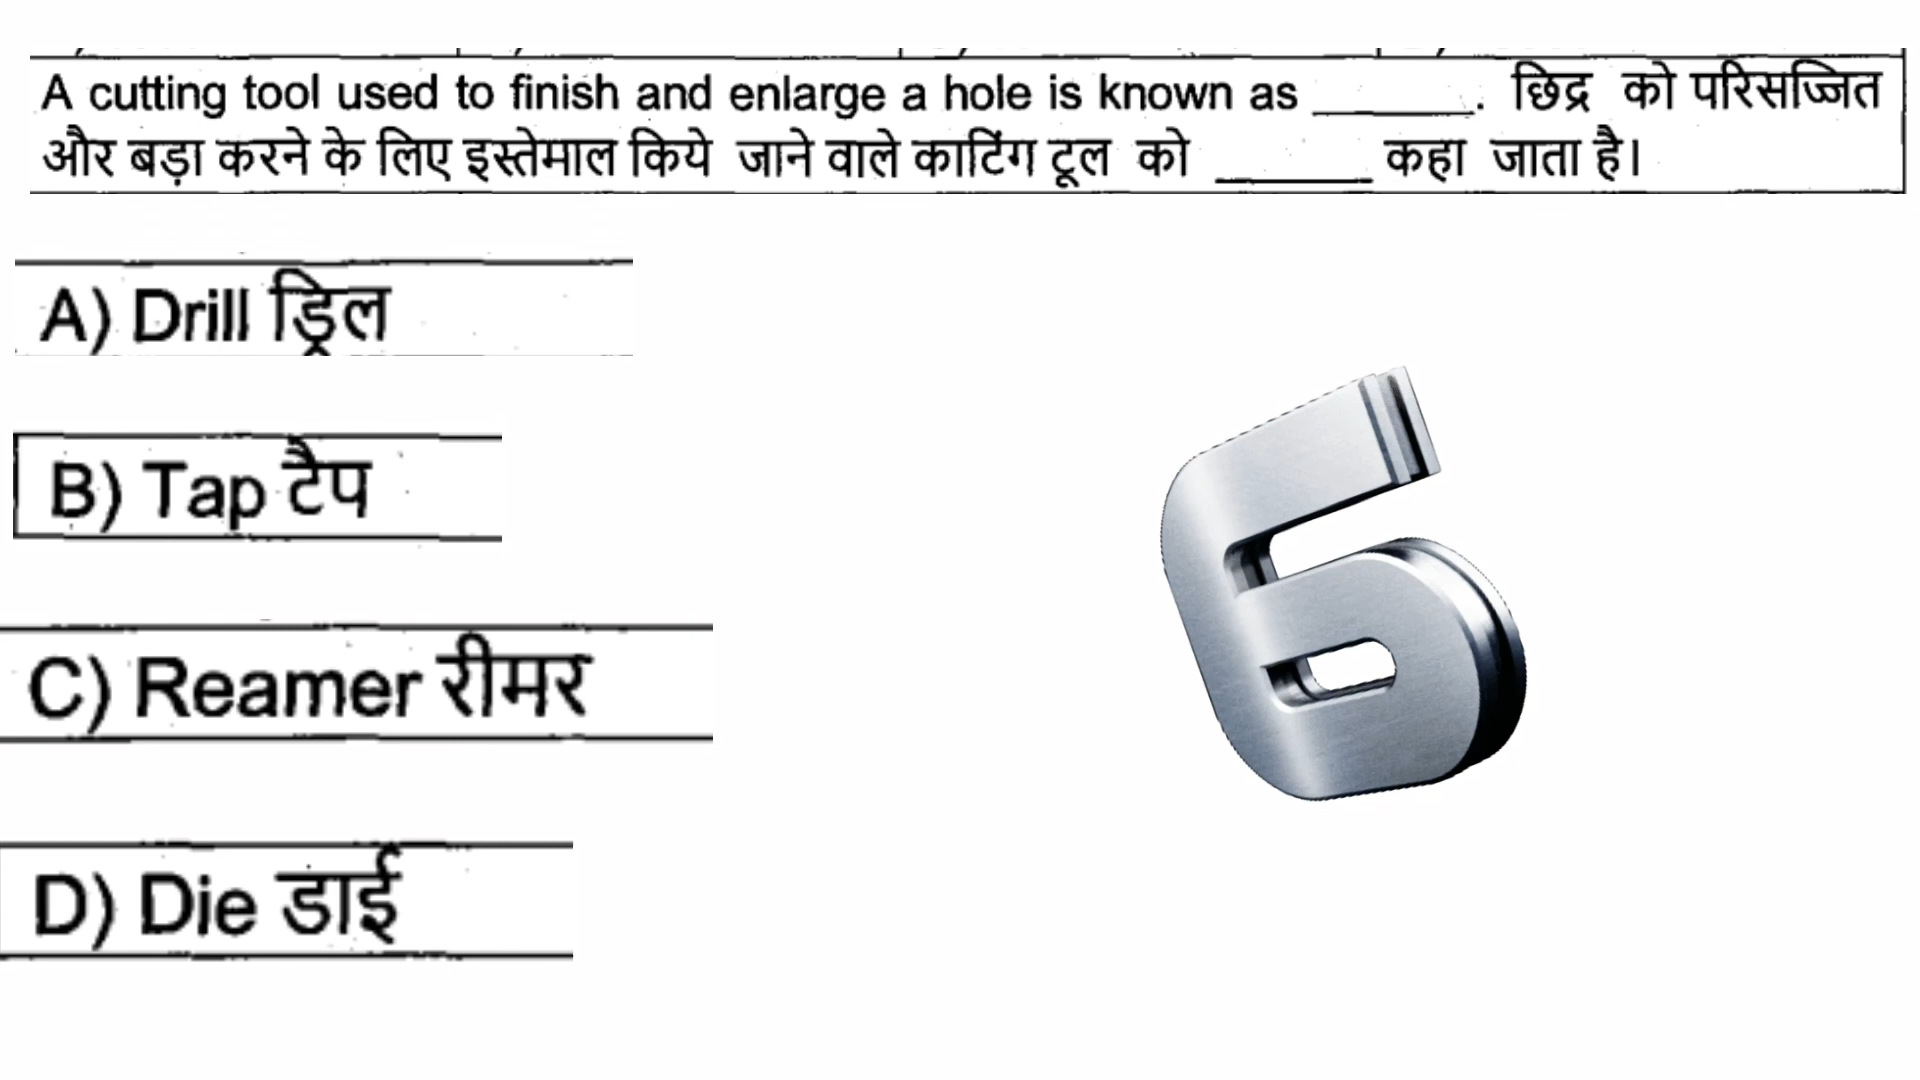 A cutting tool used to finish and enlarge a hole is known as ______. छिद्र को परिसज्जित
और बड़ा करने के लिए इस्तेमाल किये जाने वाले काटिंग टूल को ______ कहा जाता है।
A) Drill ड्रिल
B) Tap टैप
C) Reamer रीमर
6
D) Die डाई